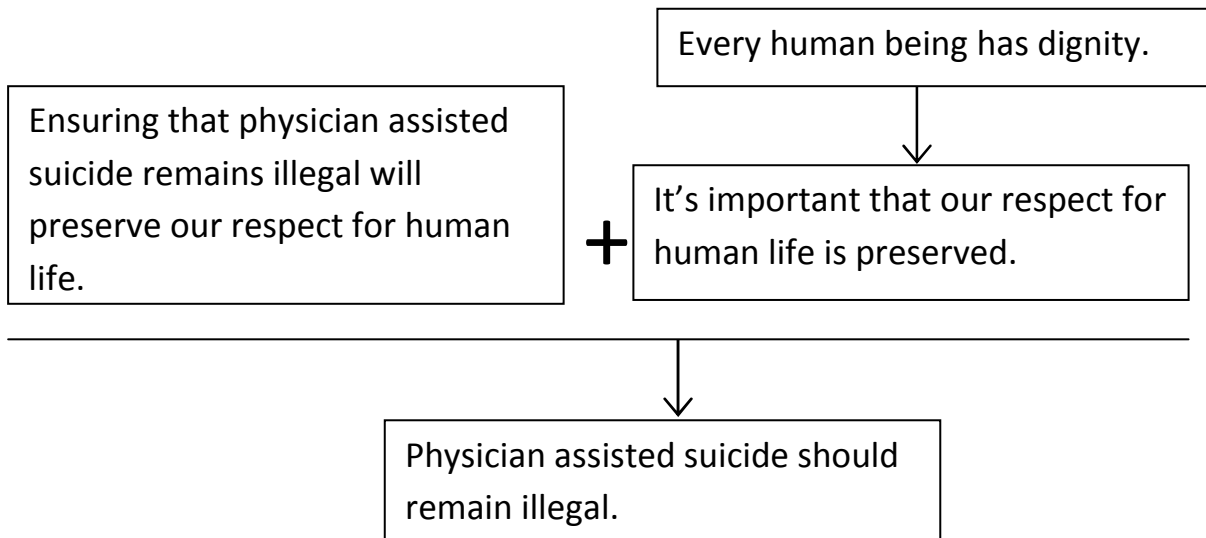 Every human being has dignity.
Ensuring that physician assisted
suicide remains illegal will
preserve our respect for human
life.
+
It’s important that our respect for
human life is preserved.
Physician assisted suicide should
remain illegal.